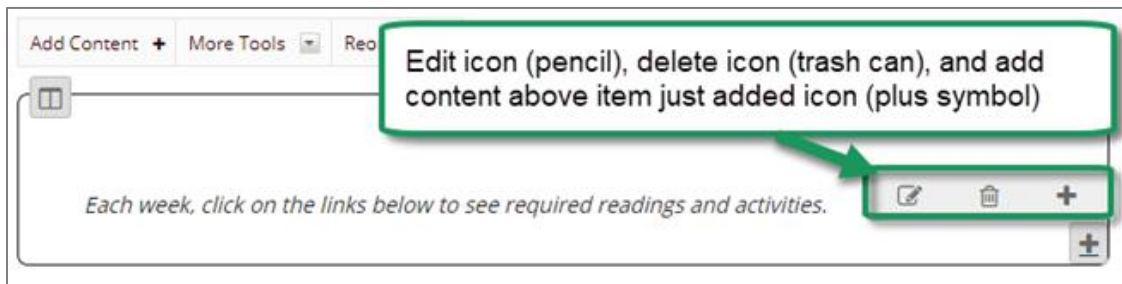 Add Content + More Tools Reo
Edit icon (pencil), delete icon (trash can), and add
content above item just added icon (plus symbol)
Each week, click on the links below to see required readings and activities.